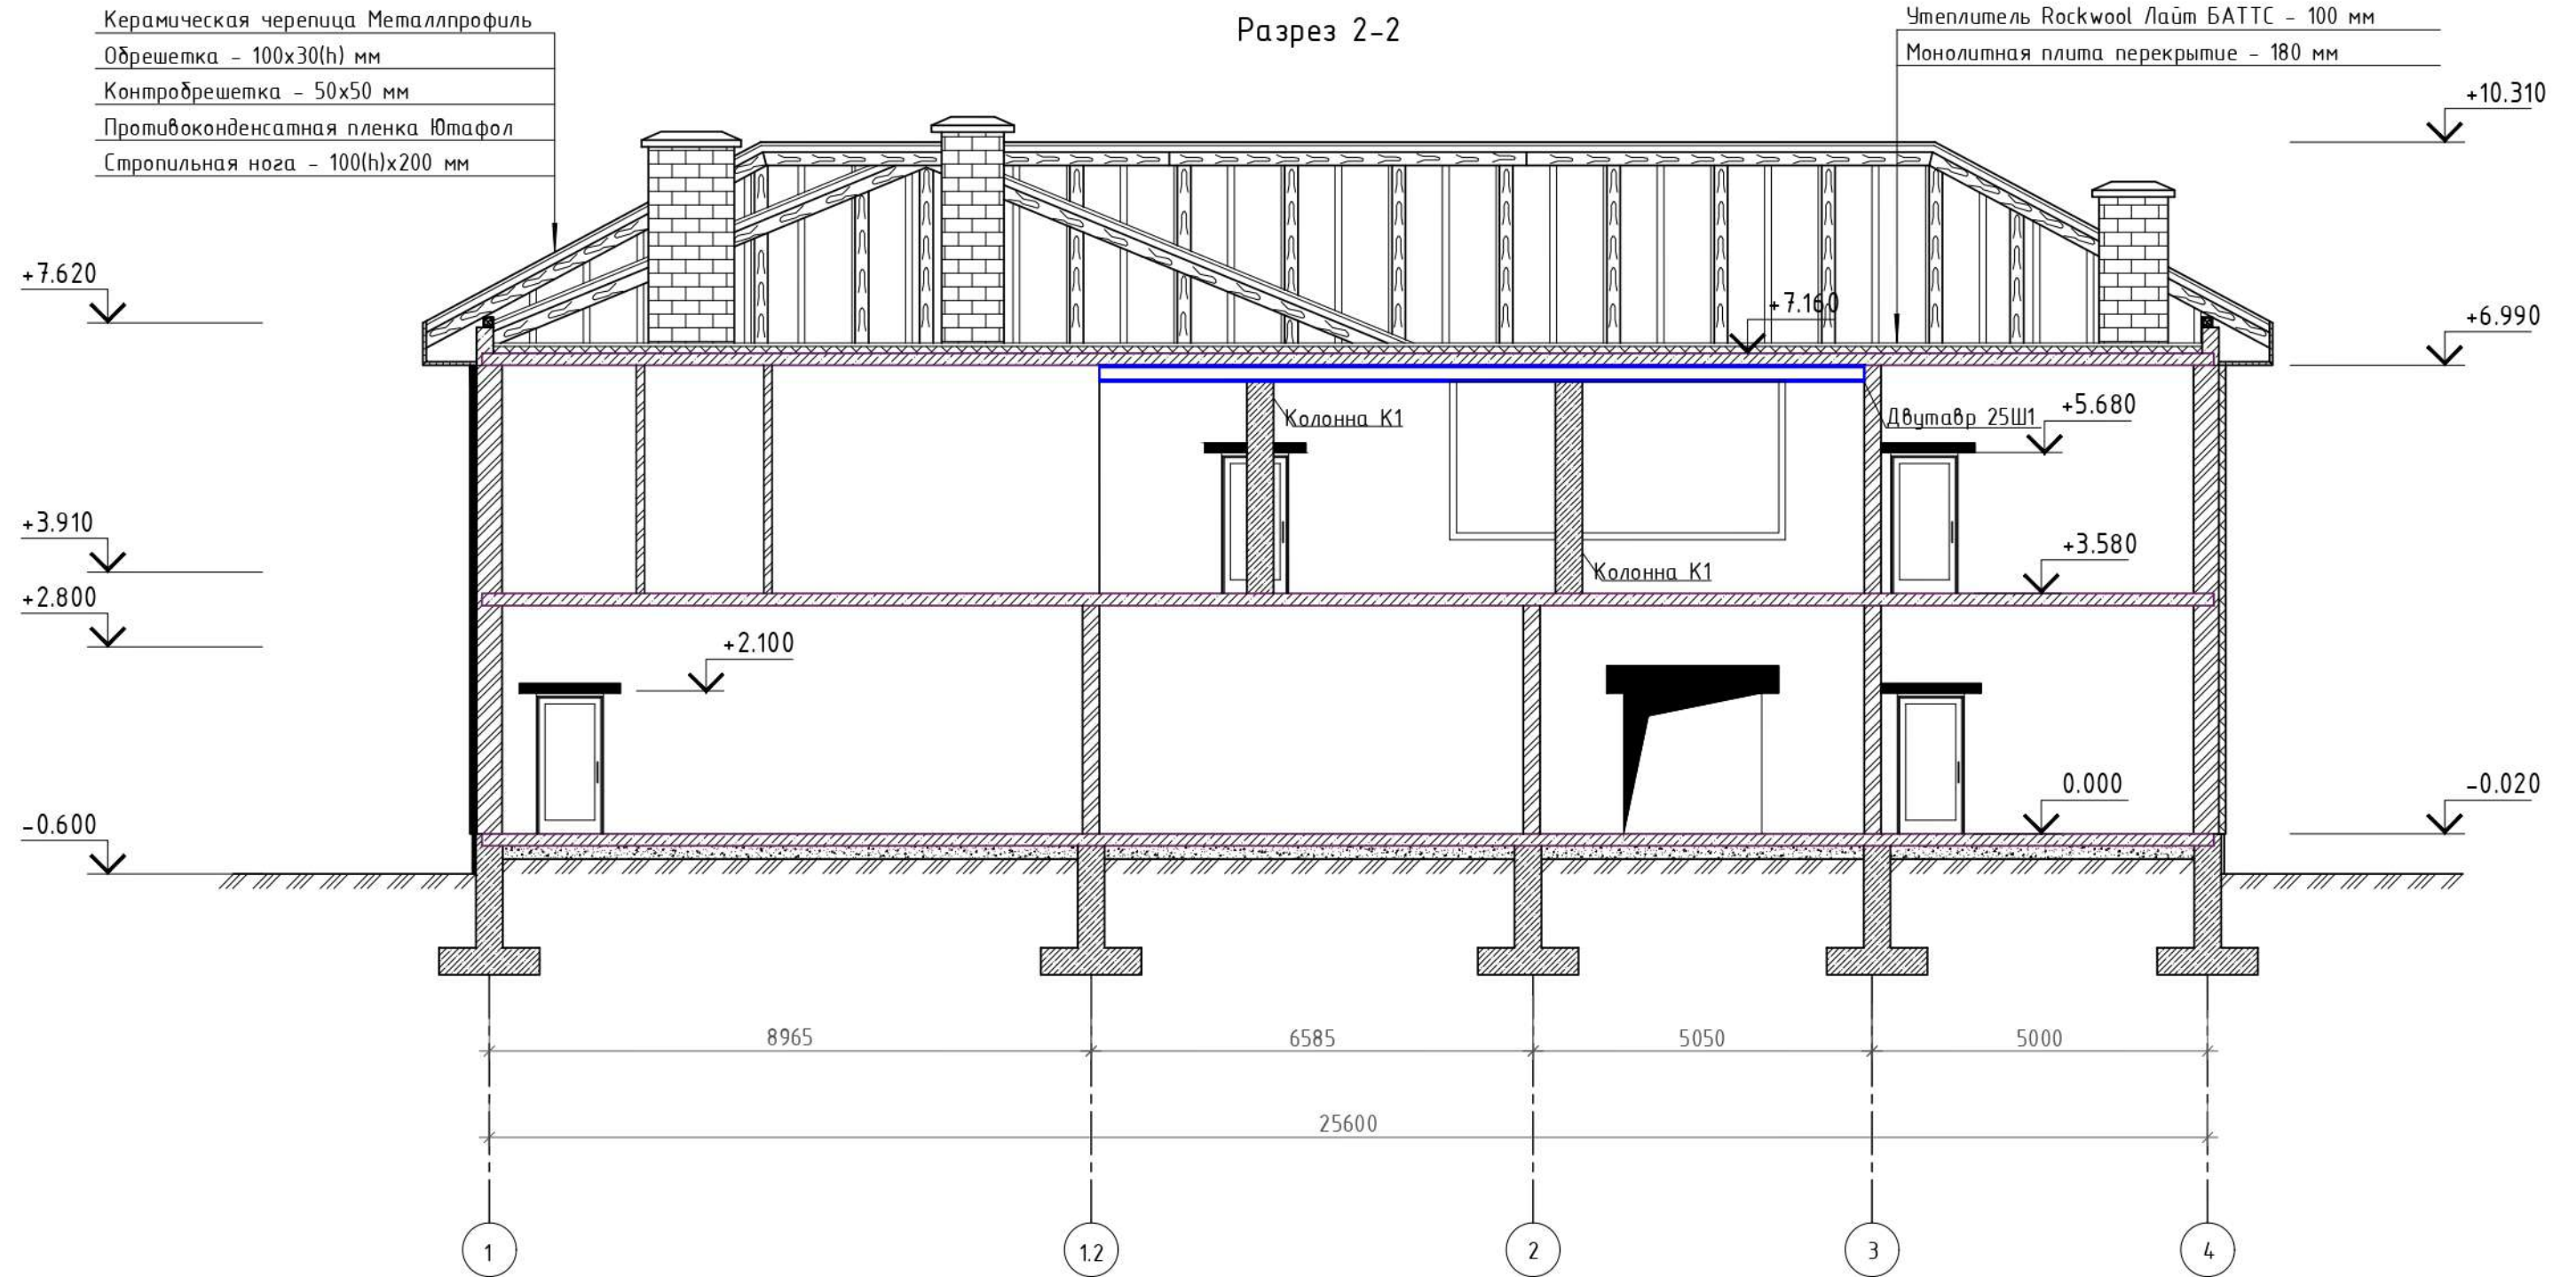 Разрез 2-2
Керамическая черепица Металлпрофиль
Обрешетка - 100х30(h) мм
Контробрешетка - 50х50 мм
Противоконденсатная пленка Ютафол
Стропильная нога - 100(h)х200 мм
Утеплитель Rockwool Лайт БАТТС - 100 мм
Монолитная плита перекрытие - 180 мм
+10.310
+7.620
+7.160
+6.990
Колонна К1
Двутавр 25Ш1
+5.680
+3.910
+3.580
Колонна К1
+2.800
+2.100
-0.600
0.000
-0.020
8965
6585
5050
5000
25600
1
1.2
2
3
4